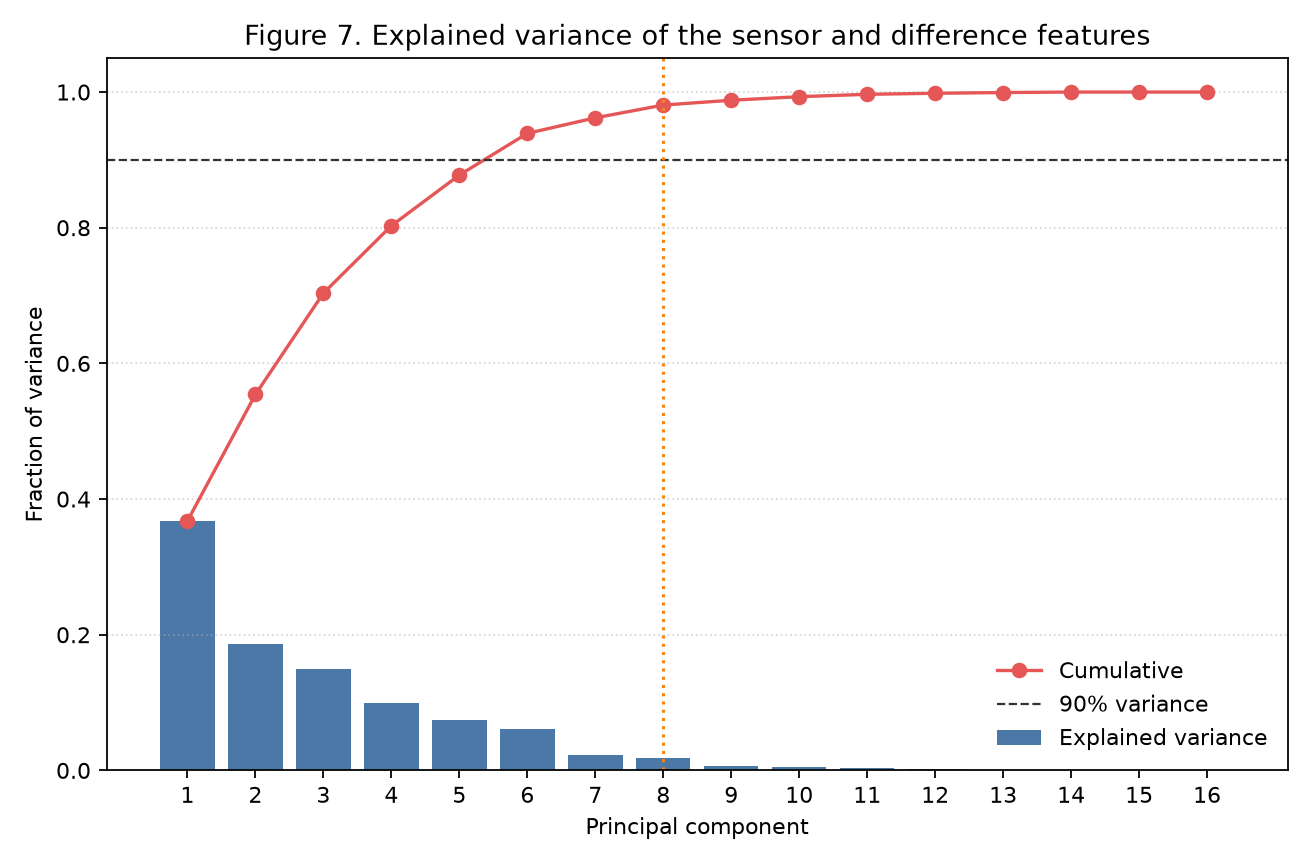 Figure 7. Explained variance of the sensor and difference features
Fraction of variance
1.0
0.8
0.6
0.4
0.2
0.0
Cumulative
90% variance
Explained variance
1 2 3 4 5 6 7 8 9 10 11 12 13 14 15 16
Principal component